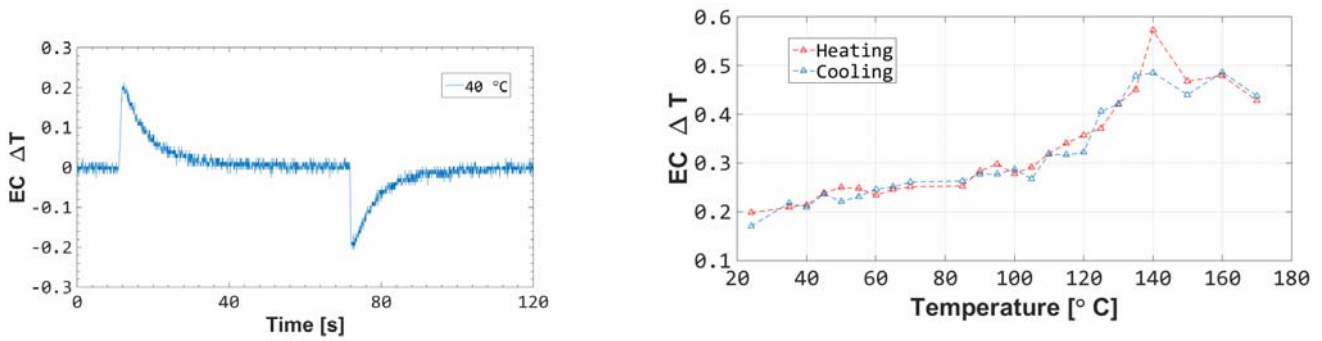 0.3
0.2
0.1
0
-0.1
-0.2
-0.3
EC Δ T
40 °C
0 40 80 120
Time [s]
0.6
0.5
0.4
0.3
0.2
0.1
EC Δ T
Heating
Cooling
20 40 60 80 100 120 140 160 180
Temperature [° C]